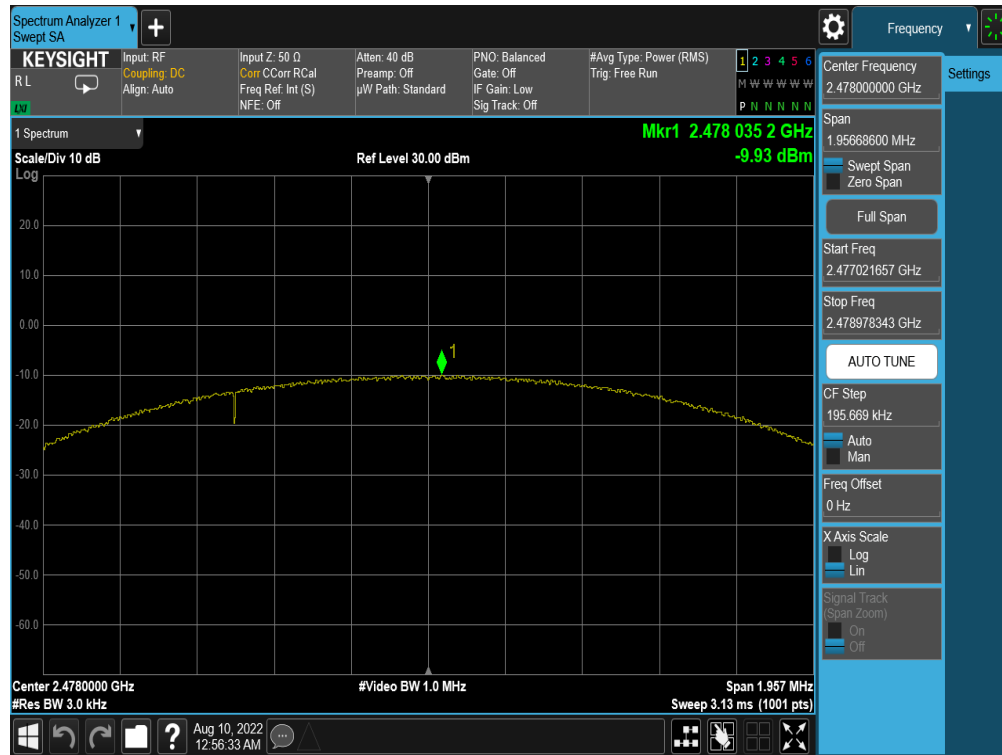 Spectrum Analyzer 1
Swept SA
Frequency
KEYSIGHT
R L
LXI
Input: RF
Coupling: DC
Align: Auto
Input Z: 50 Ω
Corr CCorr RCal
Freq Ref: Int (S)
NFE: Off
Atten: 40 dB
Preamp: Off
µW Path: Standard
PNO: Balanced
Gate: Off
IF Gain: Low
Sig Track: Off
#Avg Type: Power (RMS)
Trig: Free Run
1 2 3 4 5 6
M W W W W W
P N N N N N
1 Spectrum
Scale/Div 10 dB
Log
Ref Level 30.00 dBm
Mkr1 2.478 035 2 GHz
-9.93 dBm
20.0
10.0
0.00
-10.0
-20.0
-30.0
-40.0
-50.0
-60.0
1
Center 2.4780000 GHz
#Res BW 3.0 kHz
#Video BW 1.0 MHz
Span 1.957 MHz
Sweep 3.13 ms (1001 pts)
Center Frequency
2.478000000 GHz
Settings
Span
1.95668600 MHz
Swept Span
Zero Span
Full Span
Start Freq
2.477021657 GHz
Stop Freq
2.478978343 GHz
AUTO TUNE
CF Step
195.669 kHz
Auto
Man
Freq Offset
0 Hz
X Axis Scale
Log
Lin
Signal Track
(Span Zoom)
On
Off
?
Aug 10, 2022
12:56:33 AM